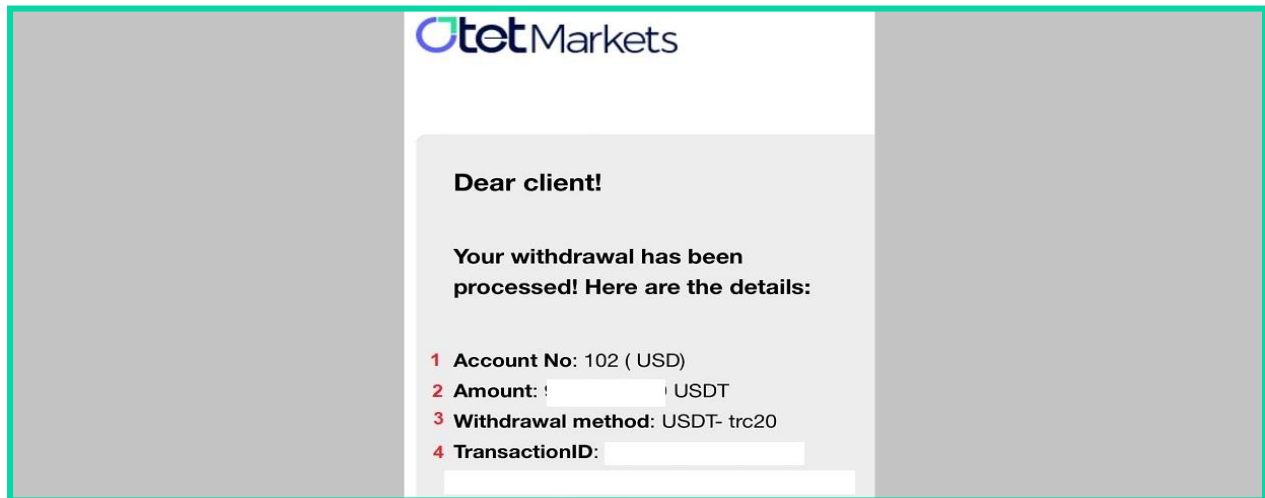 OtetMarkets
Dear client!
Your withdrawal has been
processed! Here are the details:
1 Account No: 102 ( USD)
2 Amount: USDT
3 Withdrawal method: USDT- trc20
4 TransactionID: